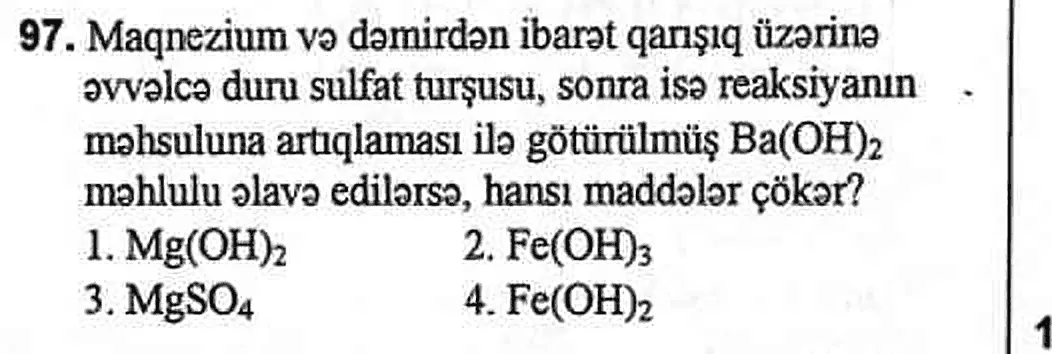 97. Maqnezium və dəmirdən ibarət qarışıq üzərinə
əvvəlcə duru sulfat turşusu, sonra isə reaksiyanın
məhsuluna artıqlaması ilə götürülmüş Ba(OH)₂
məhlulu əlavə edilərsə, hansı maddələr çökər?
1. Mg(OH)₂ 2. Fe(OH)₃
3. MgSO₄ 4. Fe(OH)₂
1